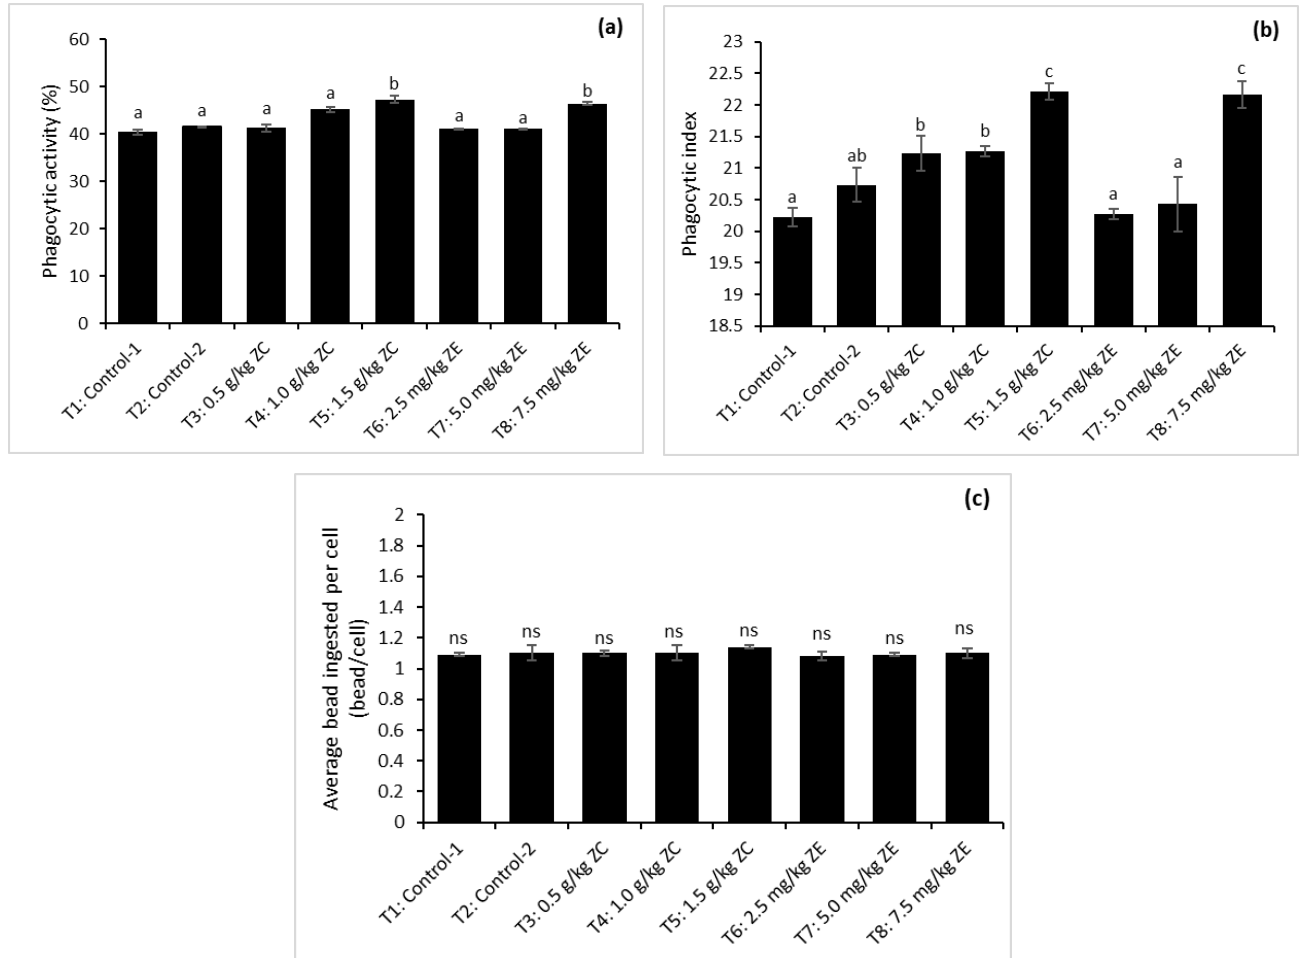 (a)
Phagocytic activity (%)
60
50
40
30
20
10
0
a
a
a
a
b
a
a
b
T1: Control-1
T2: Control-2
T3: 0.5 g/kg ZC
T4: 1.0 g/kg ZC
T5: 1.5 g/kg ZC
T6: 2.5 mg/kg ZE
T7: 5.0 mg/kg ZE
T8: 7.5 mg/kg ZE
(b)
Phagocytic index
23
22.5
22
21.5
21
20.5
20
19.5
19
18.5
a
ab
b
b
c
a
a
c
T1: Control-1
T2: Control-2
T3: 0.5 g/kg ZC
T4: 1.0 g/kg ZC
T5: 1.5 g/kg ZC
T6: 2.5 mg/kg ZE
T7: 5.0 mg/kg ZE
T8: 7.5 mg/kg ZE
(c)
Average bead ingested per cell
(bead/cell)
2
1.8
1.6
1.4
1.2
1
0.8
0.6
0.4
0.2
0
ns
ns
ns
ns
ns
ns
ns
ns
T1: Control-1
T2: Control-2
T3: 0.5 g/kg ZC
T4: 1.0 g/kg ZC
T5: 1.5 g/kg ZC
T6: 2.5 mg/kg ZE
T7: 5.0 mg/kg ZE
T8: 7.5 mg/kg ZE